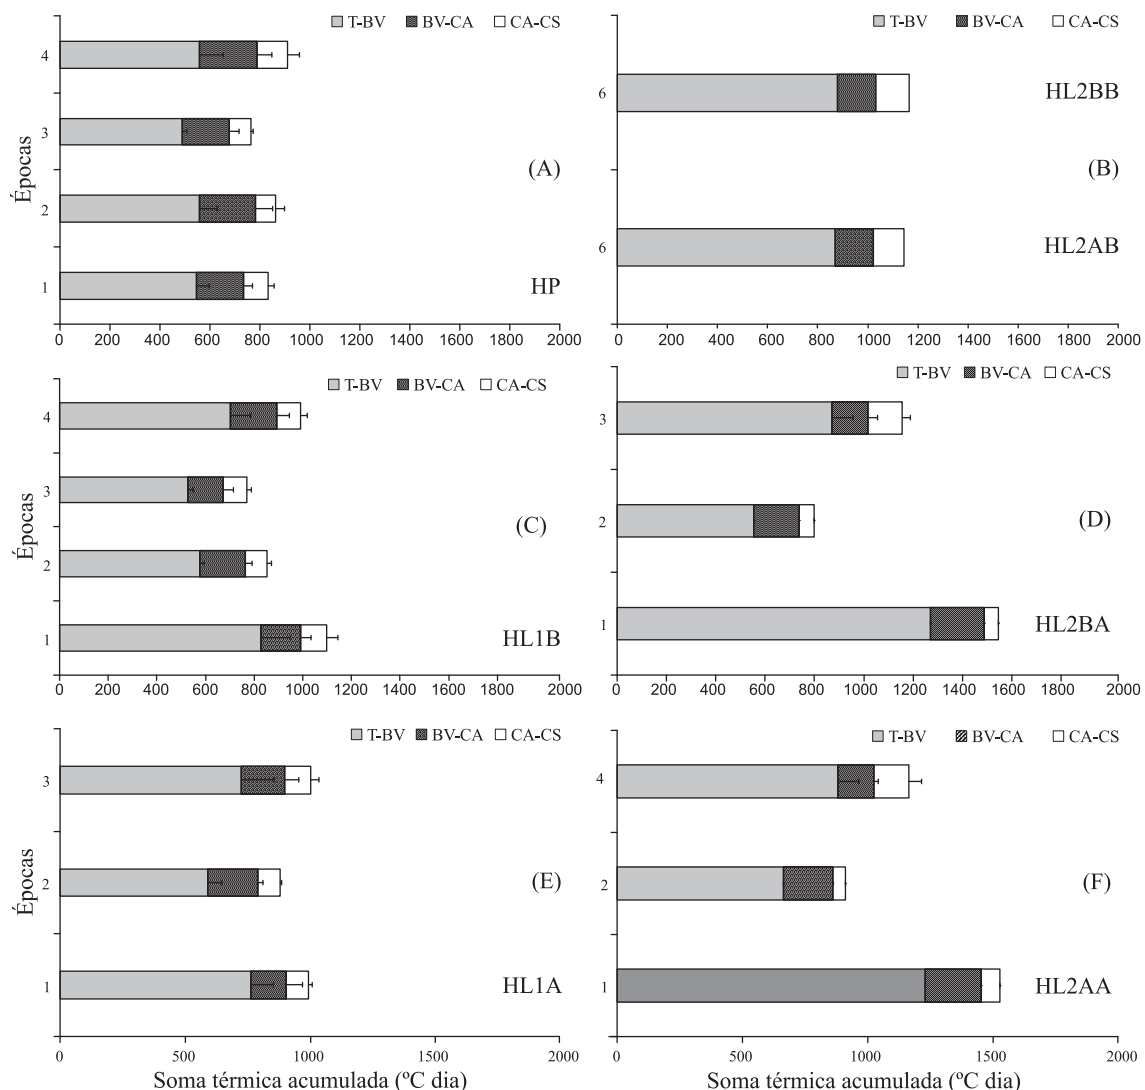 T-BV BV-CA CA-CS
4
3
2
1
Épocas
(A)
HP
0 200 400 600 800 1000 1200 1400 1600 1800 2000
T-BV BV-CA CA-CS
6
HL2BB
(B)
6
HL2AB
0 200 400 600 800 1000 1200 1400 1600 1800 2000
T-BV BV-CA CA-CS
4
3
2
1
Épocas
(C)
HL1B
0 200 400 600 800 1000 1200 1400 1600 1800 2000
T-BV BV-CA CA-CS
3
2
1
(D)
HL2BA
0 200 400 600 800 1000 1200 1400 1600 1800 2000
T-BV BV-CA CA-CS
3
2
1
Épocas
(E)
HL1A
0 500 1000 1500 2000
Soma térmica acumulada (ºC dia)
T-BV BV-CA CA-CS
4
2
1
(F)
HL2AA
0 500 1000 1500 2000
Soma térmica acumulada (ºC dia)